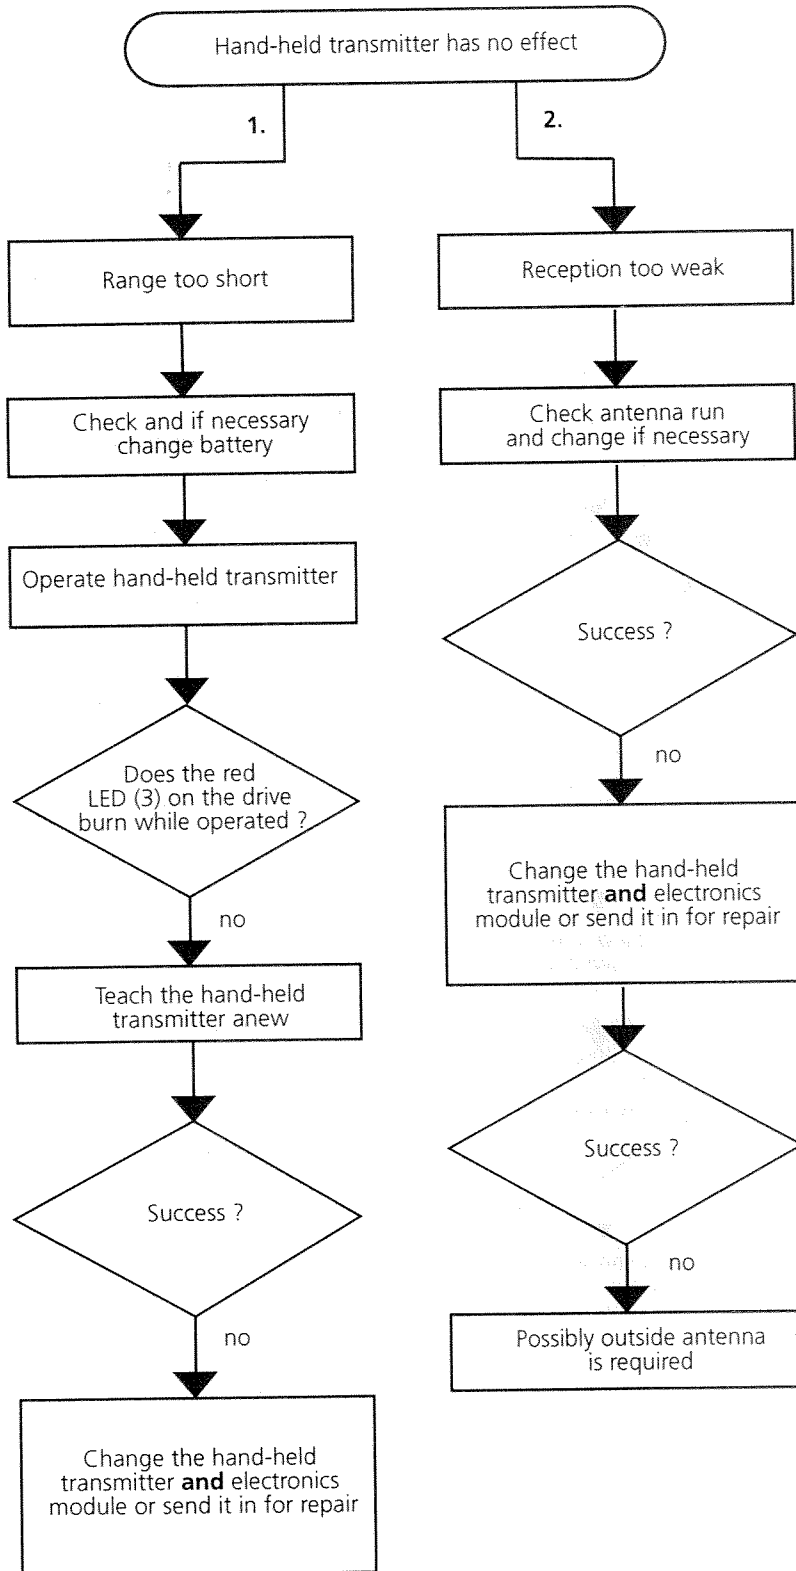 Hand-held transmitter has no effect
1.
Range too short
Check and if necessary
change battery
Operate hand-held transmitter
Does the red
LED (3) on the drive
burn while operated ?
no
Teach the hand-held
transmitter anew
Success ?
no
Change the hand-held
transmitter and electronics
module or send it in for repair
2.
Reception too weak
Check antenna run
and change if necessary
Success ?
no
Change the hand-held
transmitter and electronics
module or send it in for repair
Success ?
no
Possibly outside antenna
is required